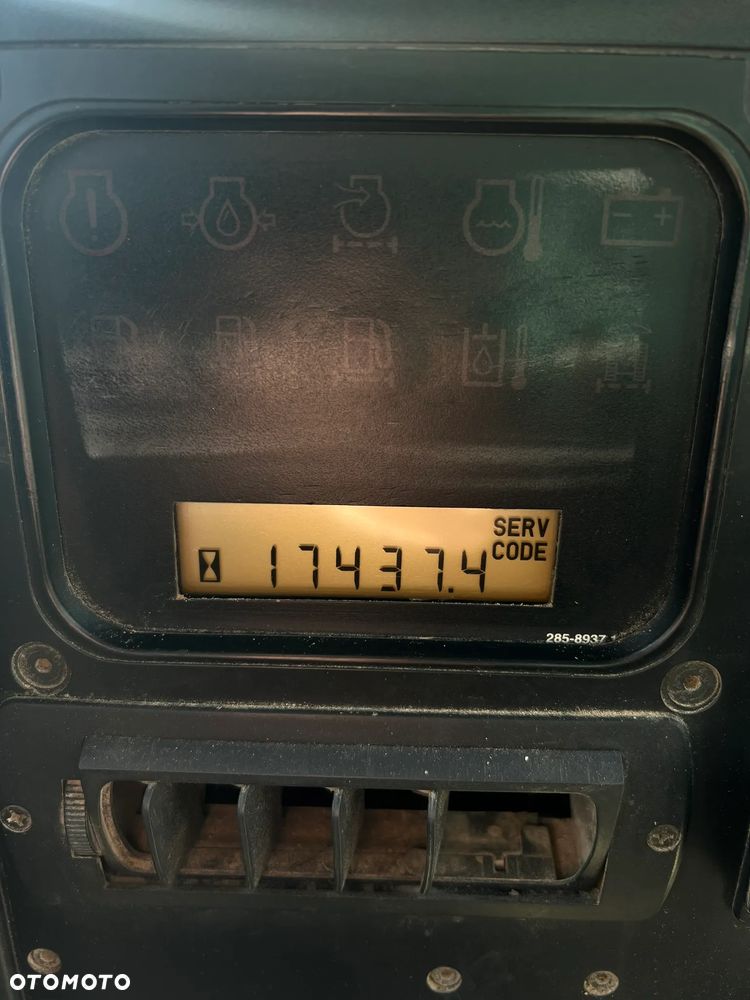 SERV
CODE
17437.4
285-8937
OTOMOTO